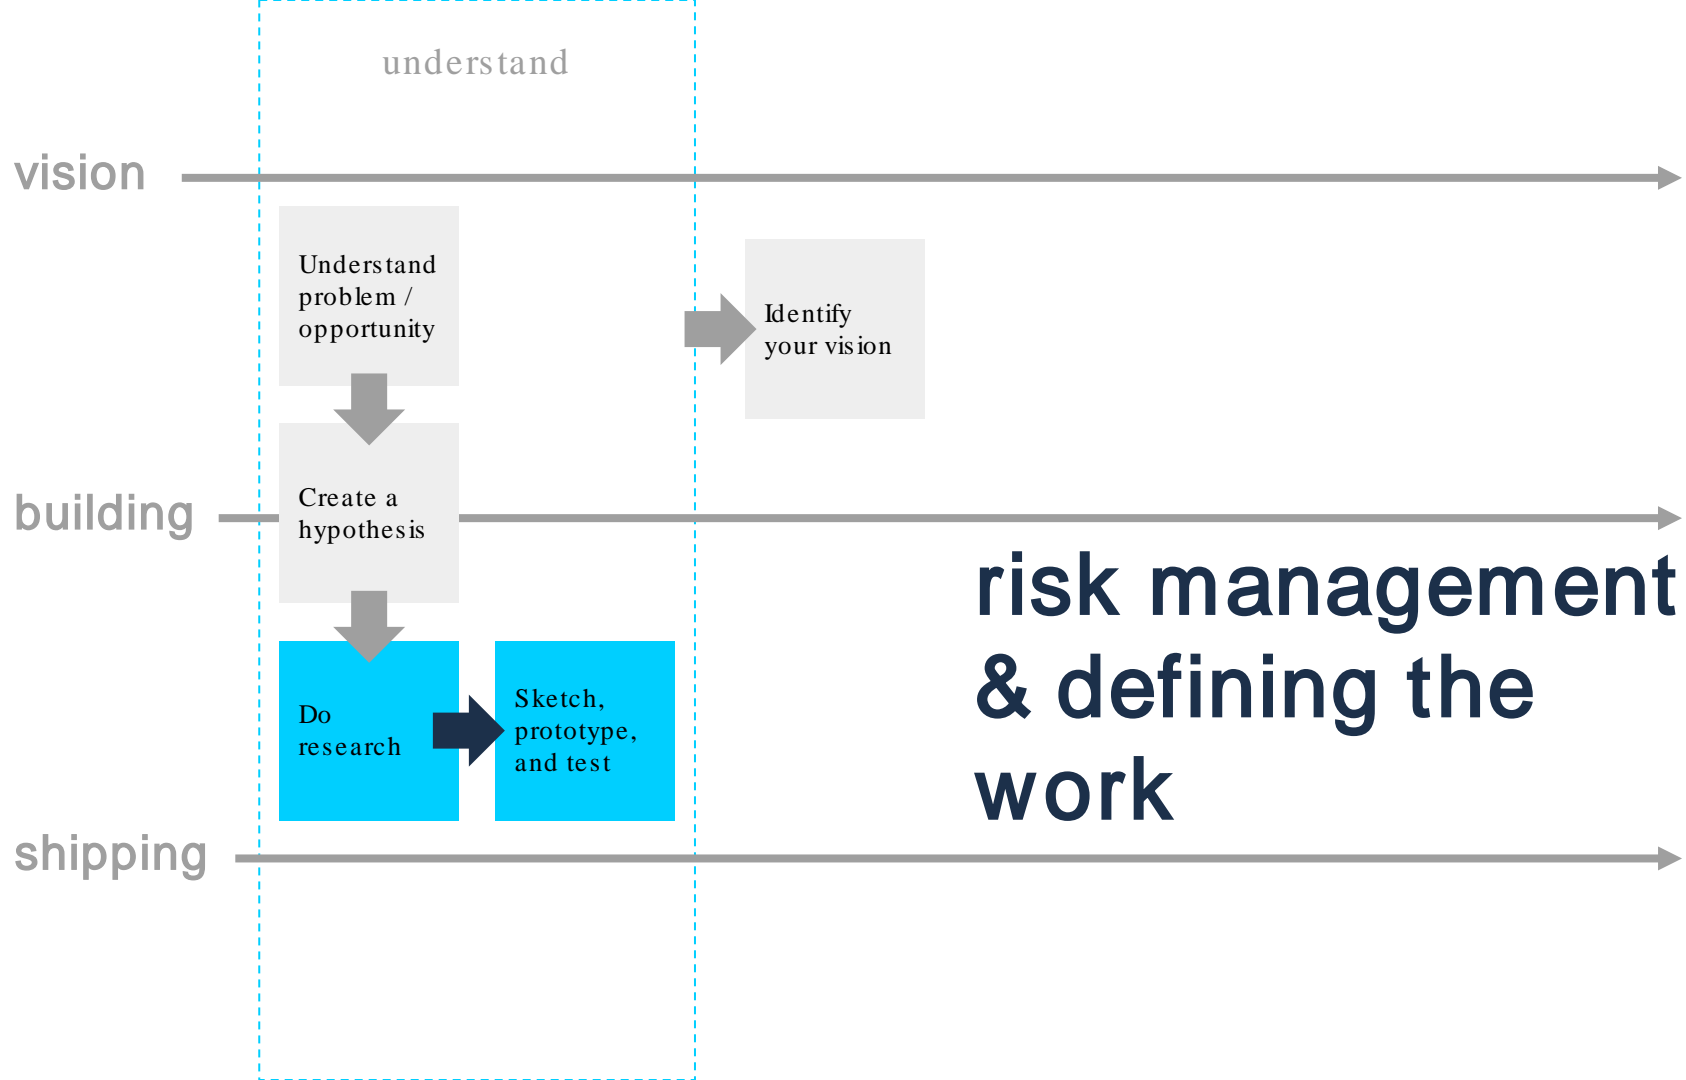 understand
vision
Understand
problem /
opportunity
Identify
your vision
building
Create a
hypothesis
risk management
& defining the
work
Do
research
Sketch,
prototype,
and test
shipping